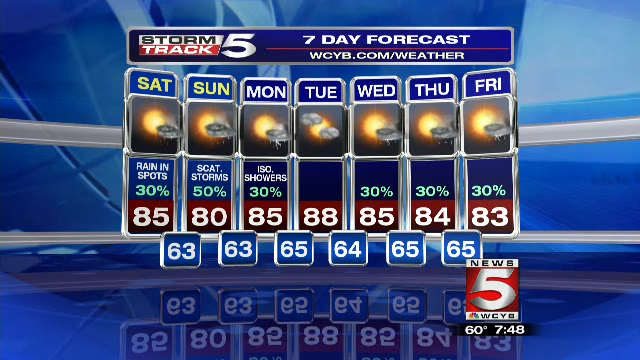 STORM TRACK 5
7 DAY FORECAST
WCYB.COM/WEATHER
SAT SUN MON TUE WED THU FRI
RAIN IN SPOTS SCAT. STORMS ISO. SHOWERS
30% 50% 30% 30% 30% 30%
85 80 85 88 85 84 83
63 63 65 64 65 65
NEWS
5
WCYB
60° 7:48